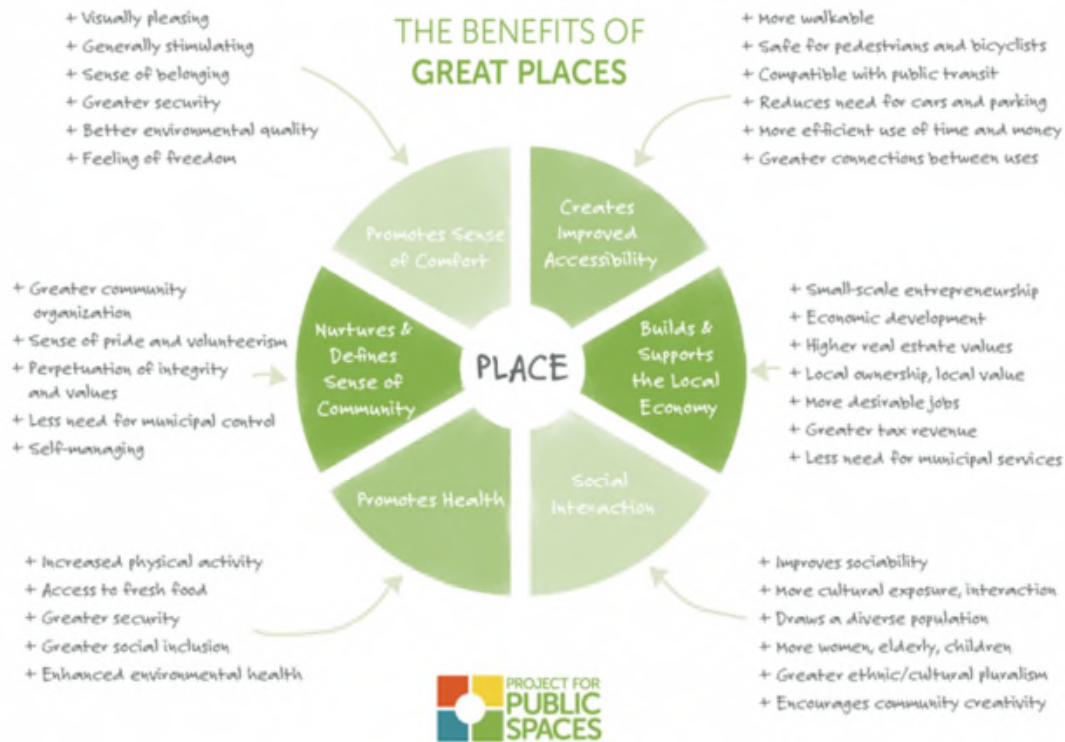 THE BENEFITS OF
GREAT PLACES
+ Visually pleasing
+ Generally stimulating
+ Sense of belonging
+ Greater security
+ Better environmental quality
+ Feeling of freedom
+ More walkable
+ Safe for pedestrians and bicyclists
+ Compatible with public transit
+ Reduces need for cars and parking
+ More efficient use of time and money
+ Greater connections between uses
Promotes Sense
of Comfort
Creates
Improved
Accessibility
+ Greater community
organization
+ Sense of pride and volunteerism
+ Perpetuation of integrity
and values
+ Less need for municipal control
+ Self-managing
Nurtures &
Defines
Sense of
Community
PLACE
Builds &
Supports
the Local
Economy
+ Small-scale entrepreneurship
+ Economic development
+ Higher real estate values
+ Local ownership, local value
+ More desirable jobs
+ Greater tax revenue
+ Less need for municipal services
Promotes Health
Social
Interaction
+ Increased physical activity
+ Access to fresh food
+ Greater security
+ Greater social inclusion
+ Enhanced environmental health
+ Improves sociability
+ More cultural exposure, interaction
+ Draws a diverse population
+ More women, elderly, children
+ Greater ethnic/cultural pluralism
+ Encourages community creativity
PROJECT FOR
PUBLIC
SPACES